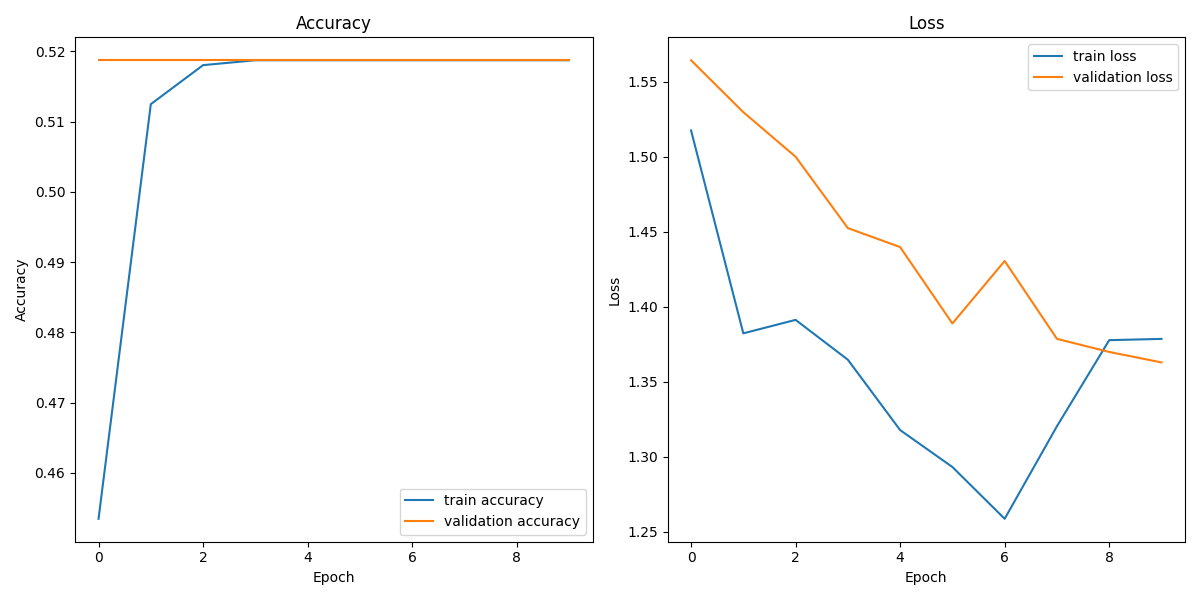 Accuracy
0.52
0.51
0.50
0.49
0.48
0.47
0.46
Accuracy
0 2 4 6 8
Epoch
train accuracy
validation accuracy
Loss
1.55
1.50
1.45
1.40
1.35
1.30
1.25
Loss
0 2 4 6 8
Epoch
train loss
validation loss